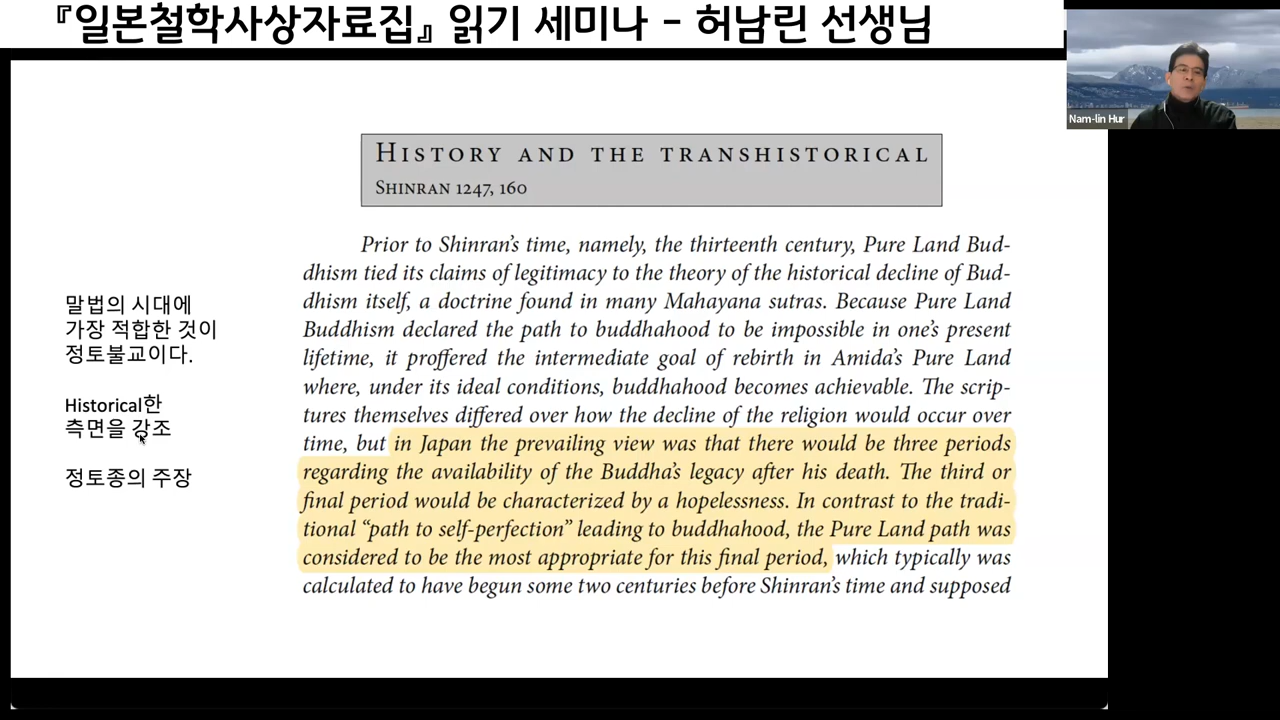 『일본철학사상자료집』 읽기 세미나 - 허남린 선생님
Nam-lin Hur
HISTORY AND THE TRANSHISTORICAL
SHINRAN 1247, 160
말법의 시대에
가장 적합한 것이
정토불교이다.
Historical한
측면을 강조
정토종의 주장
Prior to Shinran's time, namely, the thirteenth century, Pure Land Bud-
dhism tied its claims of legitimacy to the theory of the historical decline of Bud-
dhism itself, a doctrine found in many Mahayana sutras. Because Pure Land
Buddhism declared the path to buddhahood to be impossible in one's present
lifetime, it proffered the intermediate goal of rebirth in Amida's Pure Land
where, under its ideal conditions, buddhahood becomes achievable. The scrip-
tures themselves differed over how the decline of the religion would occur over
time, but in Japan the prevailing view was that there would be three periods
regarding the availability of the Buddha's legacy after his death. The third or
final period would be characterized by a hopelessness. In contrast to the tradi-
tional “path to self-perfection” leading to buddhahood, the Pure Land path was
considered to be the most appropriate for this final period, which typically was
calculated to have begun some two centuries before Shinran's time and supposed